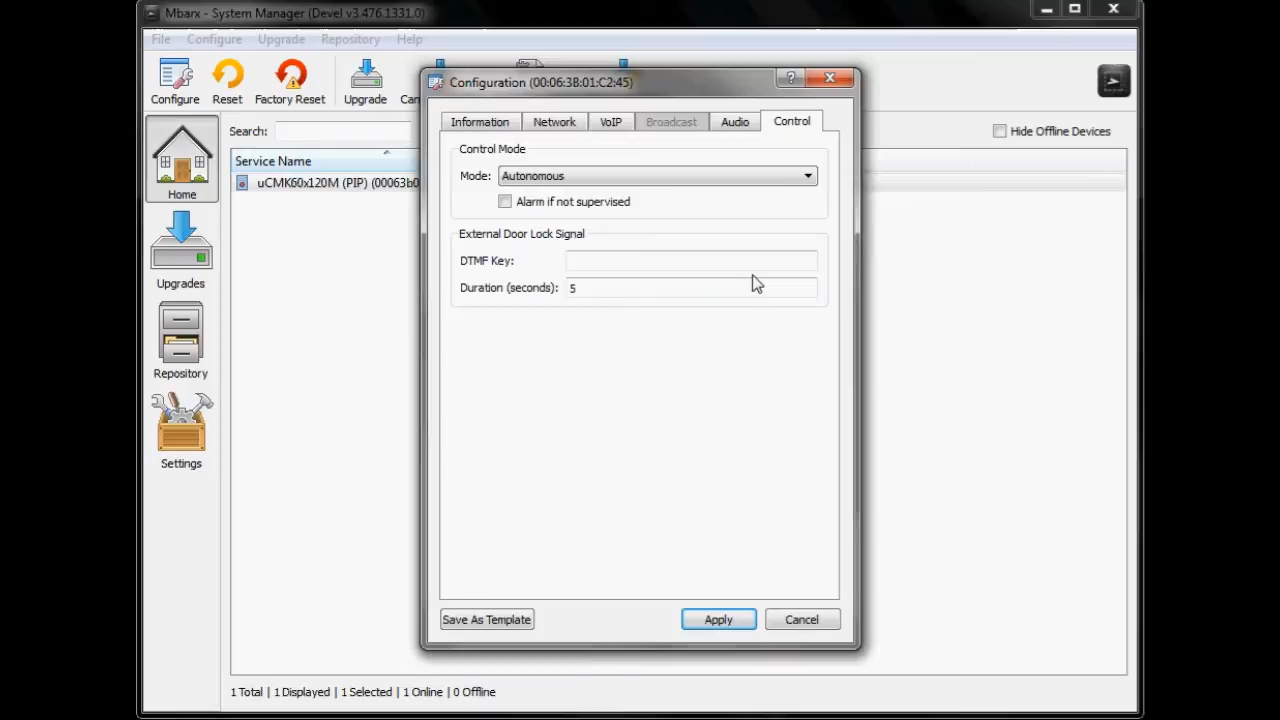 Mbarx - System Manager (Devel v3.476.1331.0)
File Configure Upgrade Repository Help
Configure Reset Factory Reset Upgrade Can
Search:
Hide Offline Devices
Service Name
uCMK60x120M (PIP) (00063b0
Home
Upgrades
Repository
Settings
Configuration (00:06:3B:01:C2:45)
Information Network VoIP Broadcast Audio Control
Control Mode
Mode: Autonomous
Alarm if not supervised
External Door Lock Signal
DTMF Key:
Duration (seconds): 5
Save As Template Apply Cancel
1 Total | 1 Displayed | 1 Selected | 1 Online | 0 Offline